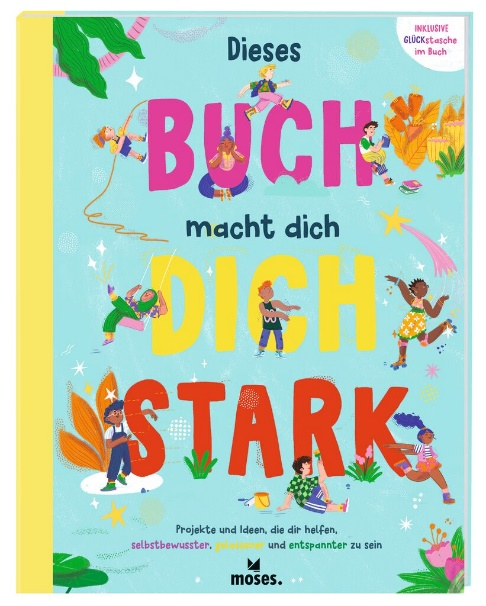 INKLUSIVE
GLÜCKstasche
im Buch
Dieses
BUCH
macht dich
DICH
STARK
Projekte und Ideen, die dir helfen,
selbstbewusster, gelassener und entspannter zu sein
moses.